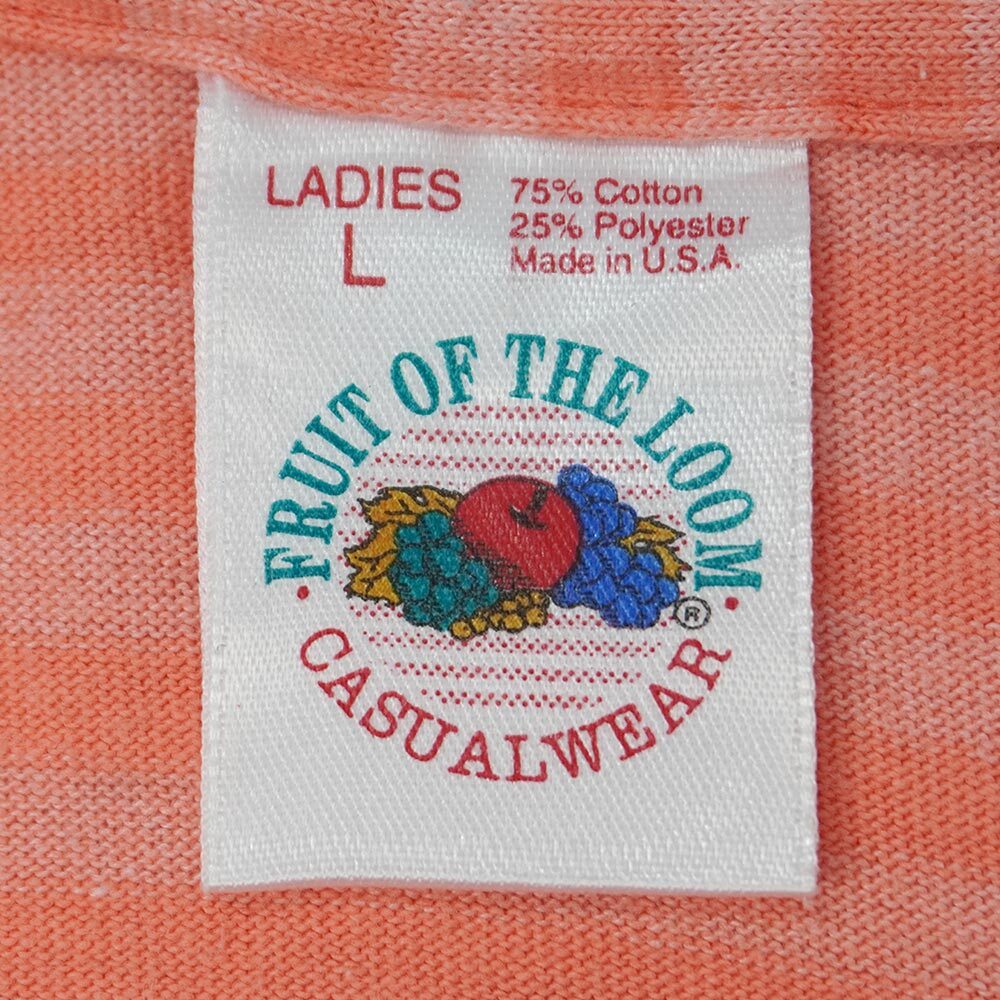 LADIES
L
75% Cotton
25% Polyester
Made in U.S.A.
FRUIT OF THE LOOM
®
· CASUALWEAR ·